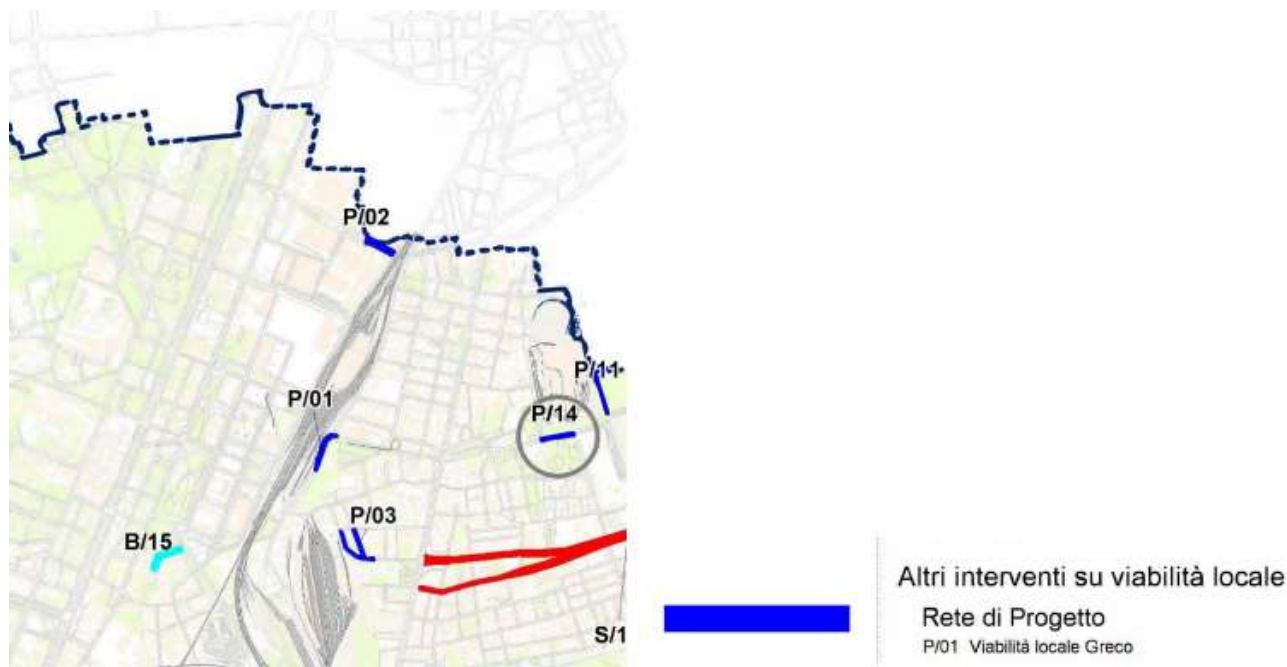 P/02
P/11
P/01
P/14
P/03
B/15
S/1
Altri interventi su viabilità locale
Rete di Progetto
P/01 Viabilità locale Greco